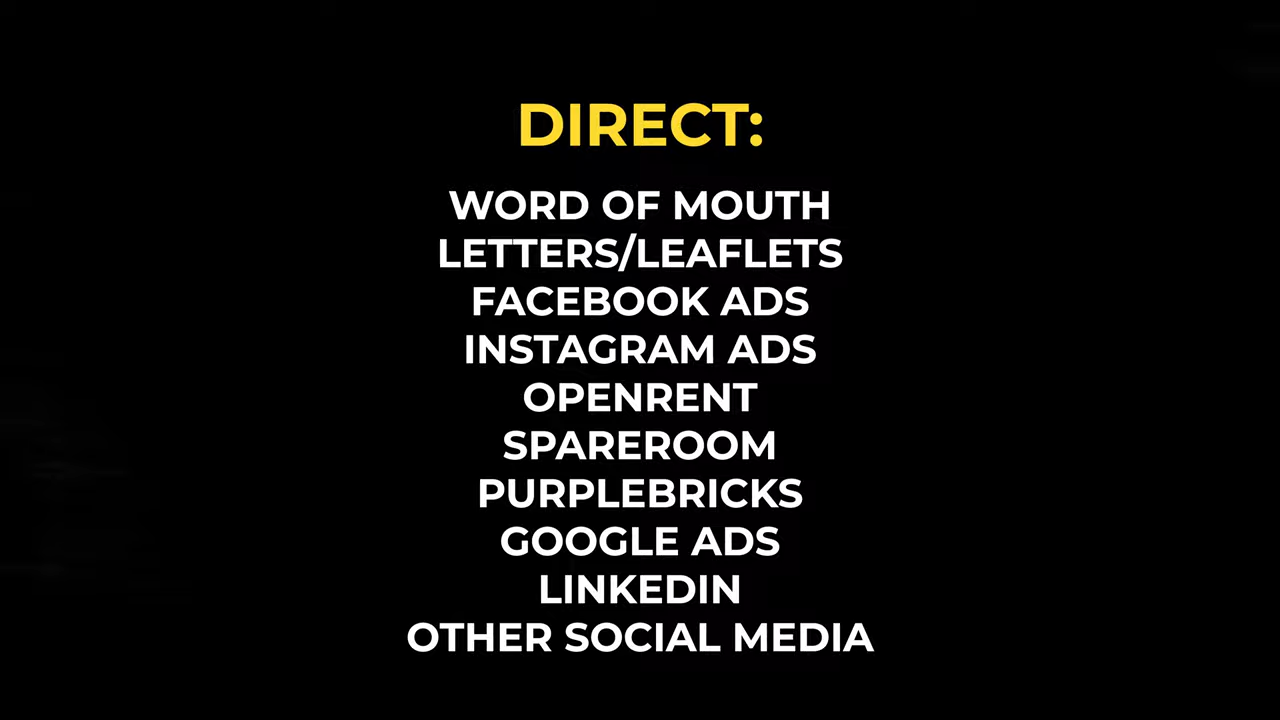 DIRECT:
WORD OF MOUTH
LETTERS/LEAFLETS
FACEBOOK ADS
INSTAGRAM ADS
OPENRENT
SPAREROOM
PURPLEBRICKS
GOOGLE ADS
LINKEDIN
OTHER SOCIAL MEDIA